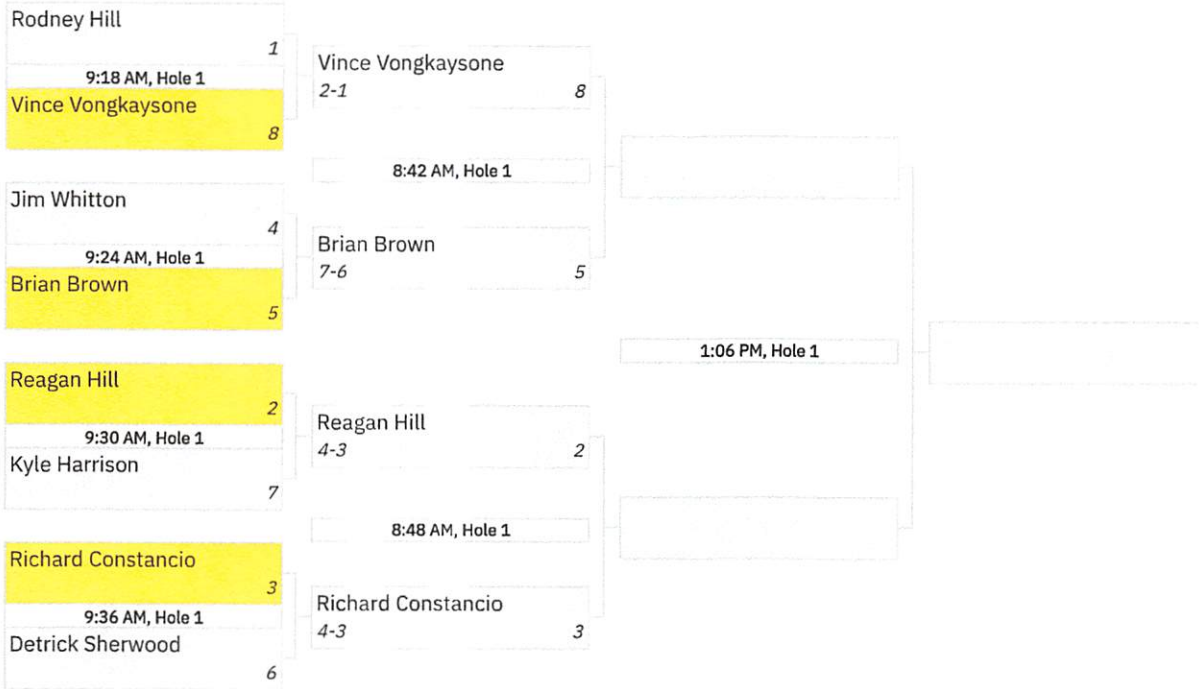 Rodney Hill
1
9:18 AM, Hole 1
Vince Vongkaysone
8
Jim Whitton
4
9:24 AM, Hole 1
Brian Brown
5
Reagan Hill
2
9:30 AM, Hole 1
Kyle Harrison
7
Richard Constancio
3
9:36 AM, Hole 1
Detrick Sherwood
6
Vince Vongkaysone
2-1 8
8:42 AM, Hole 1
Brian Brown
7-6 5
Reagan Hill
4-3 2
8:48 AM, Hole 1
Richard Constancio
4-3 3
1:06 PM, Hole 1